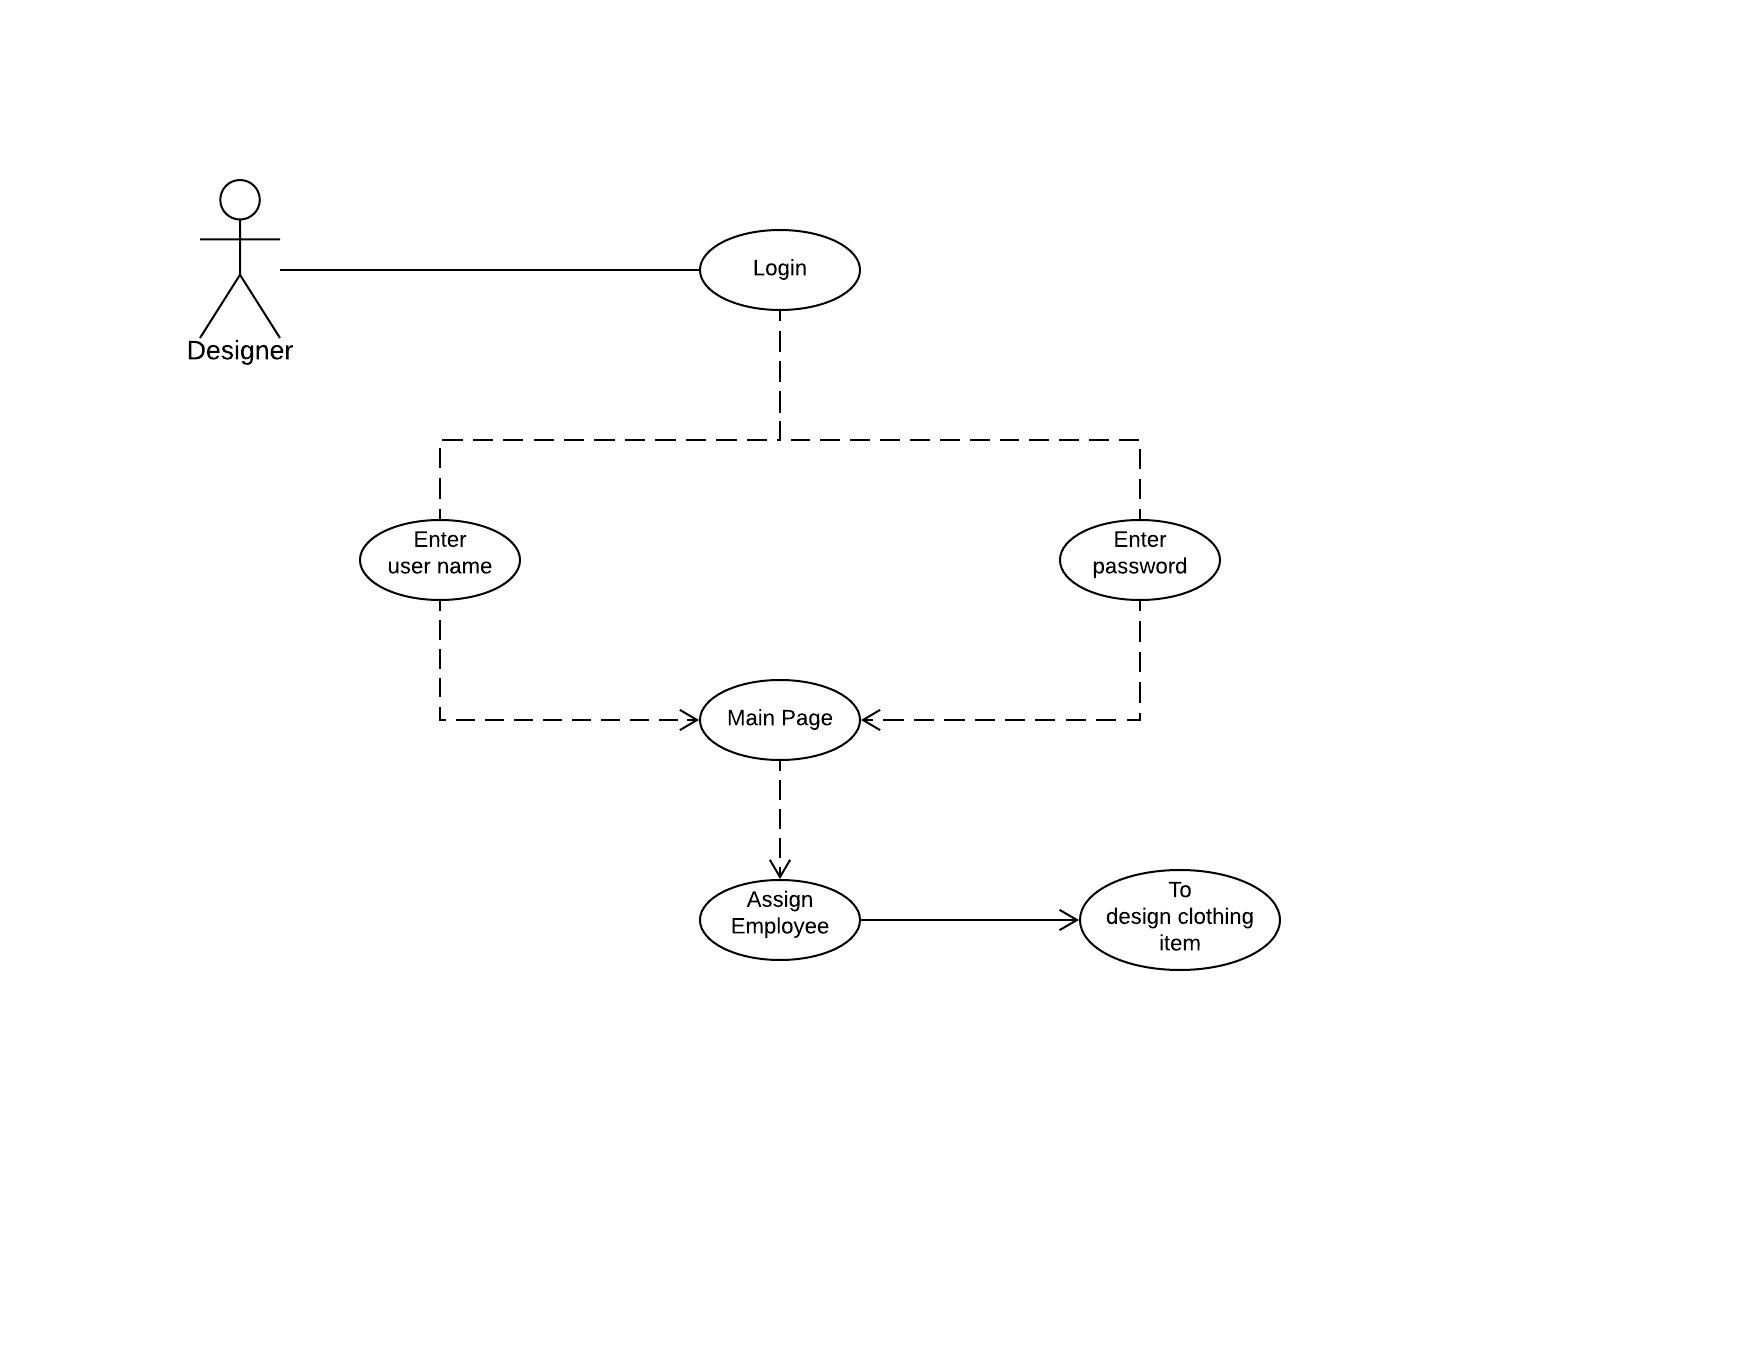 Login
Designer
Enter
user name
Enter
password
Main Page
Assign
Employee
To
design clothing
item